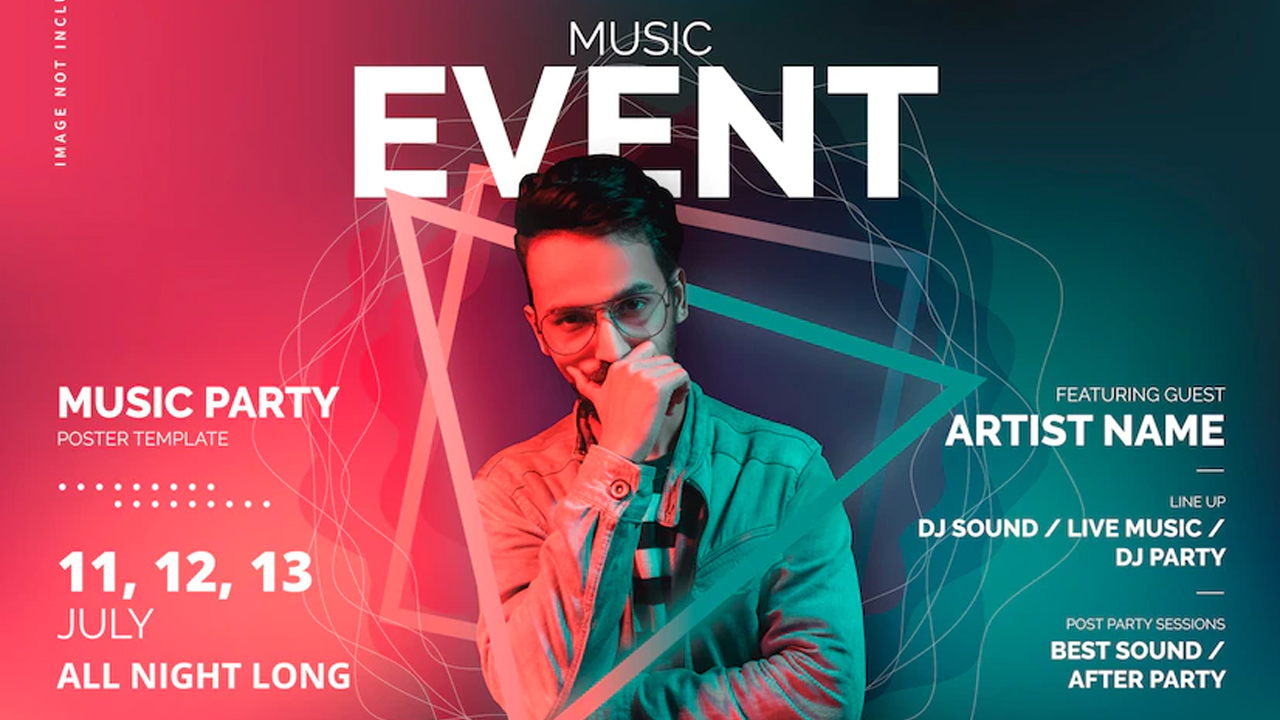 IMAGE NOT INCLU
MUSIC
EVENT
MUSIC PARTY
POSTER TEMPLATE
11, 12, 13
JULY
ALL NIGHT LONG
FEATURING GUEST
ARTIST NAME
LINE UP
DJ SOUND / LIVE MUSIC /
DJ PARTY
POST PARTY SESSIONS
BEST SOUND /
AFTER PARTY